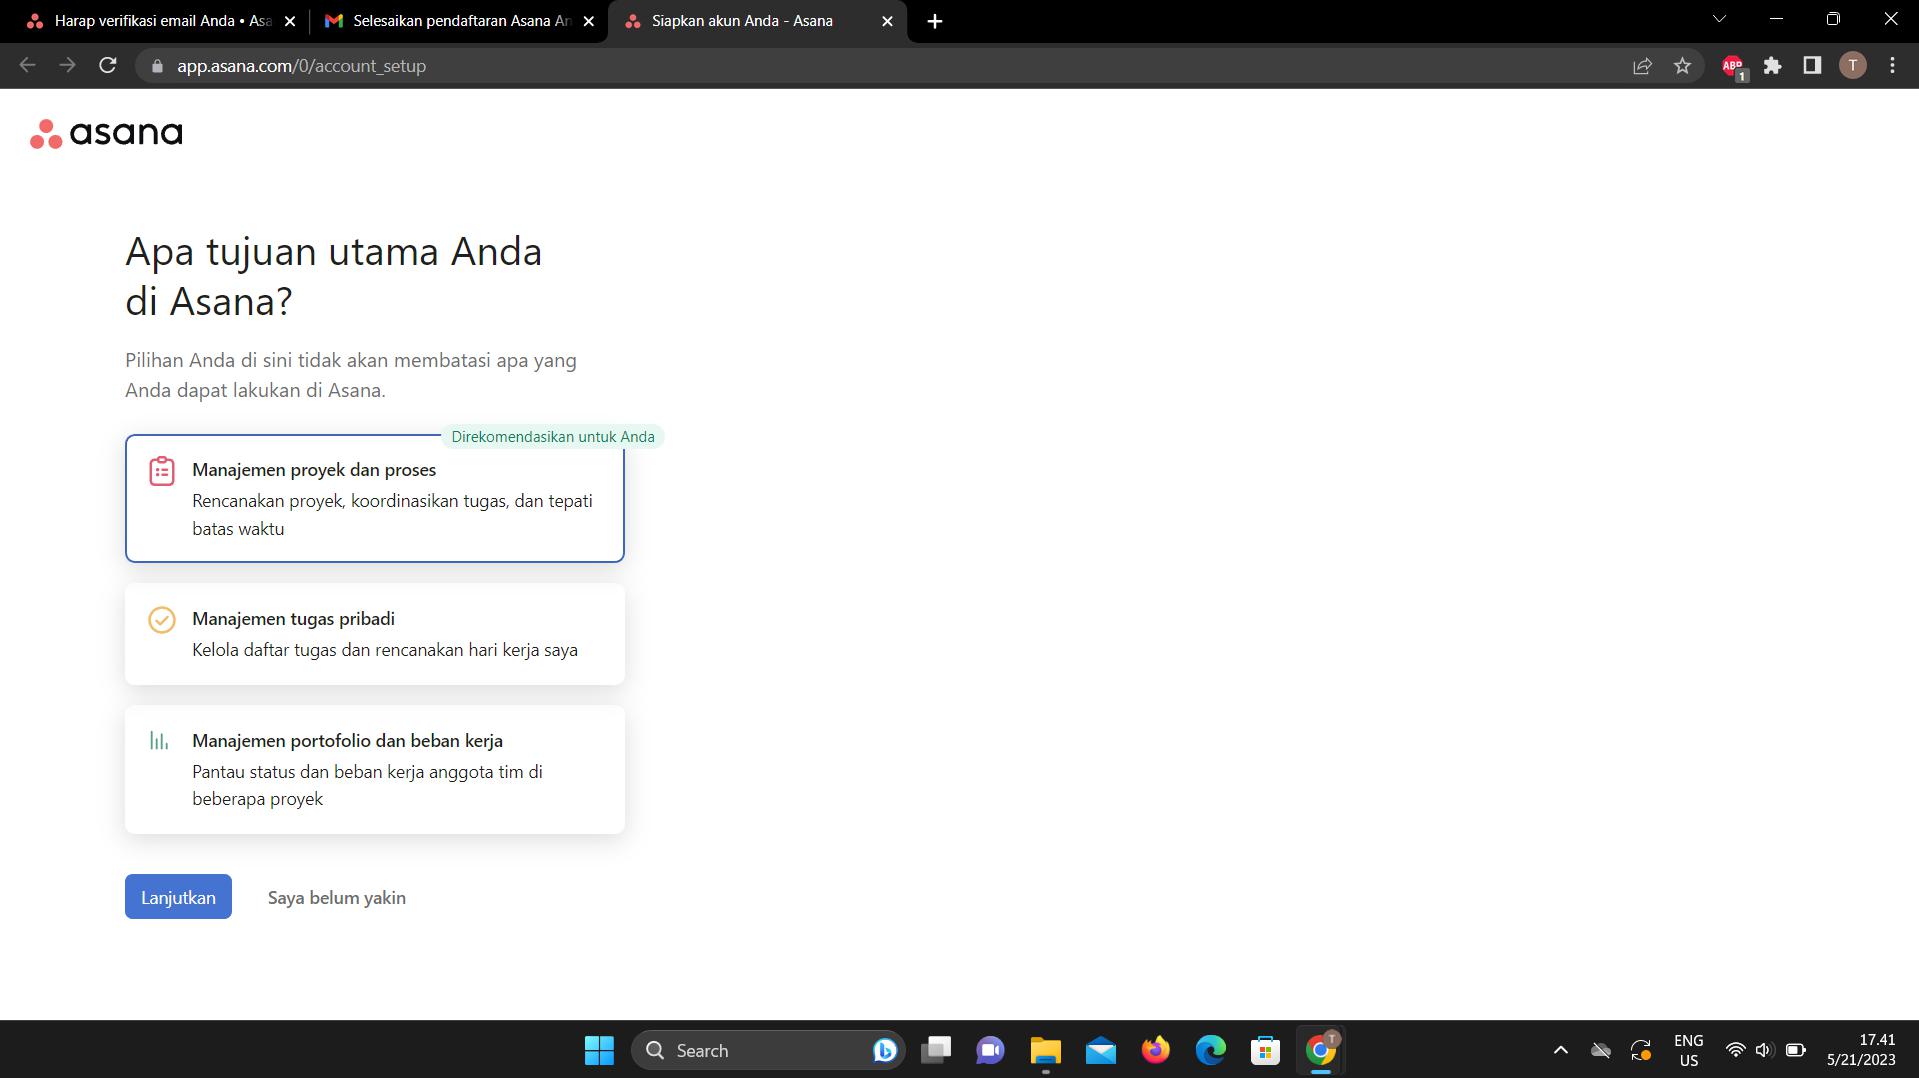 Harap verifikasi email Anda • Asa
Selesaikan pendaftaran Asana An
Siapkan akun Anda - Asana
app.asana.com/0/account_setup
ABP
1
T
asana
Apa tujuan utama Anda
di Asana?
Pilihan Anda di sini tidak akan membatasi apa yang
Anda dapat lakukan di Asana.
Direkomendasikan untuk Anda
Manajemen proyek dan proses
Rencanakan proyek, koordinasikan tugas, dan tepati
batas waktu
Manajemen tugas pribadi
Kelola daftar tugas dan rencanakan hari kerja saya
Manajemen portofolio dan beban kerja
Pantau status dan beban kerja anggota tim di
beberapa proyek
Lanjutkan
Saya belum yakin
Search
T
ENG
US
17.41
5/21/2023